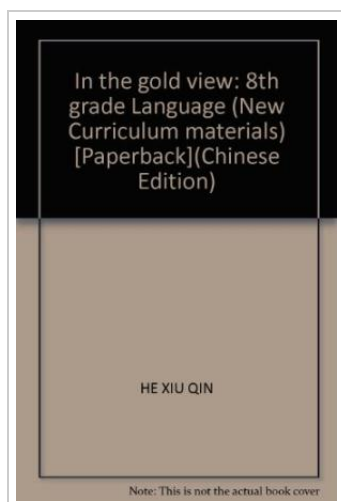 In the gold view: 8th
grade Language (New
Curriculum materials)
[Paperback](Chinese
Edition)
HE XIU QIN
Note: This is not the actual book cover